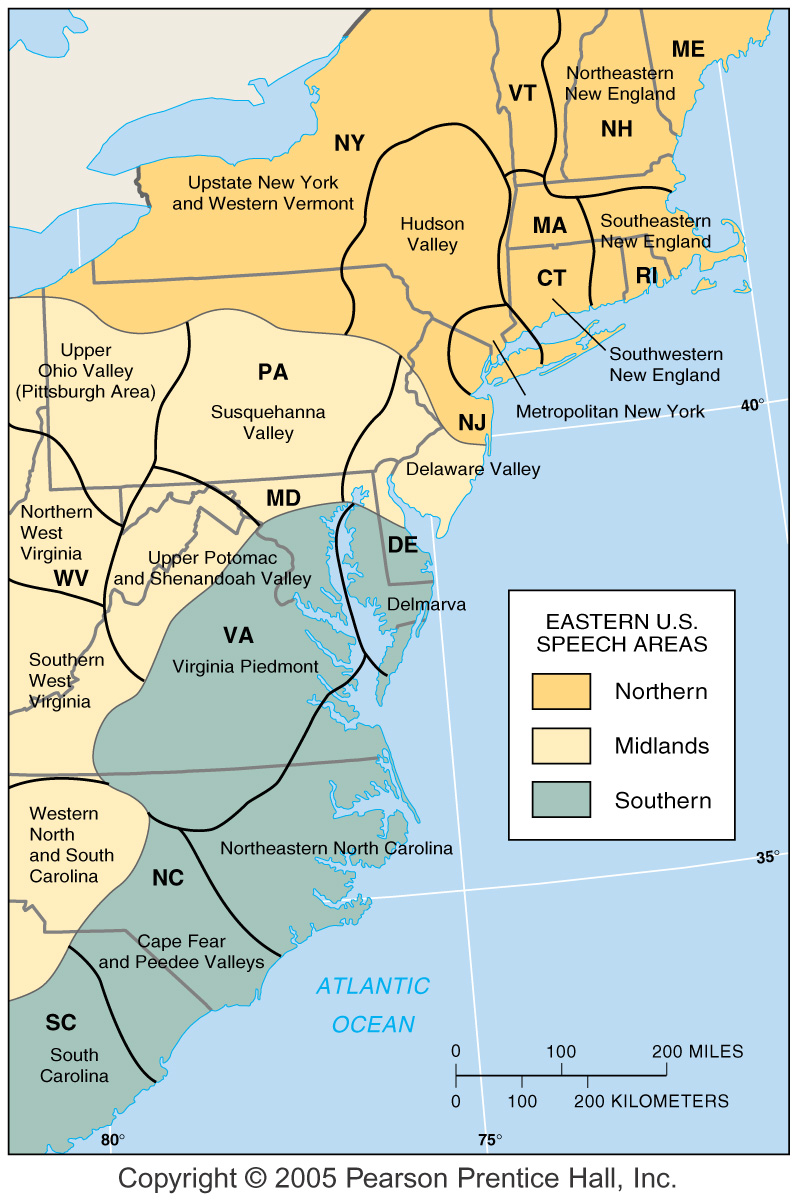 ME
Northeastern
New England
VT
NH
NY
Upstate New York
and Western Vermont
Hudson
Valley
MA
Southeastern
New England
CT
RI
Southwestern
New England
Metropolitan New York
40°
Upper
Ohio Valley
(Pittsburgh Area)
PA
Susquehanna
Valley
NJ
Delaware Valley
MD
Northern
West
Virginia
WV
Upper Potomac
and Shenandoah Valley
DE
Delmarva
VA
Virginia Piedmont
Southern
West
Virginia
EASTERN U.S.
SPEECH AREAS
Northern
Midlands
Southern
Western
North
and South
Carolina
Northeastern North Carolina
35°
NC
Cape Fear
and Peedee Valleys
ATLANTIC
OCEAN
SC
South
Carolina
0 100 200 MILES
0 100 200 KILOMETERS
80°
75°
Copyright © 2005 Pearson Prentice Hall, Inc.